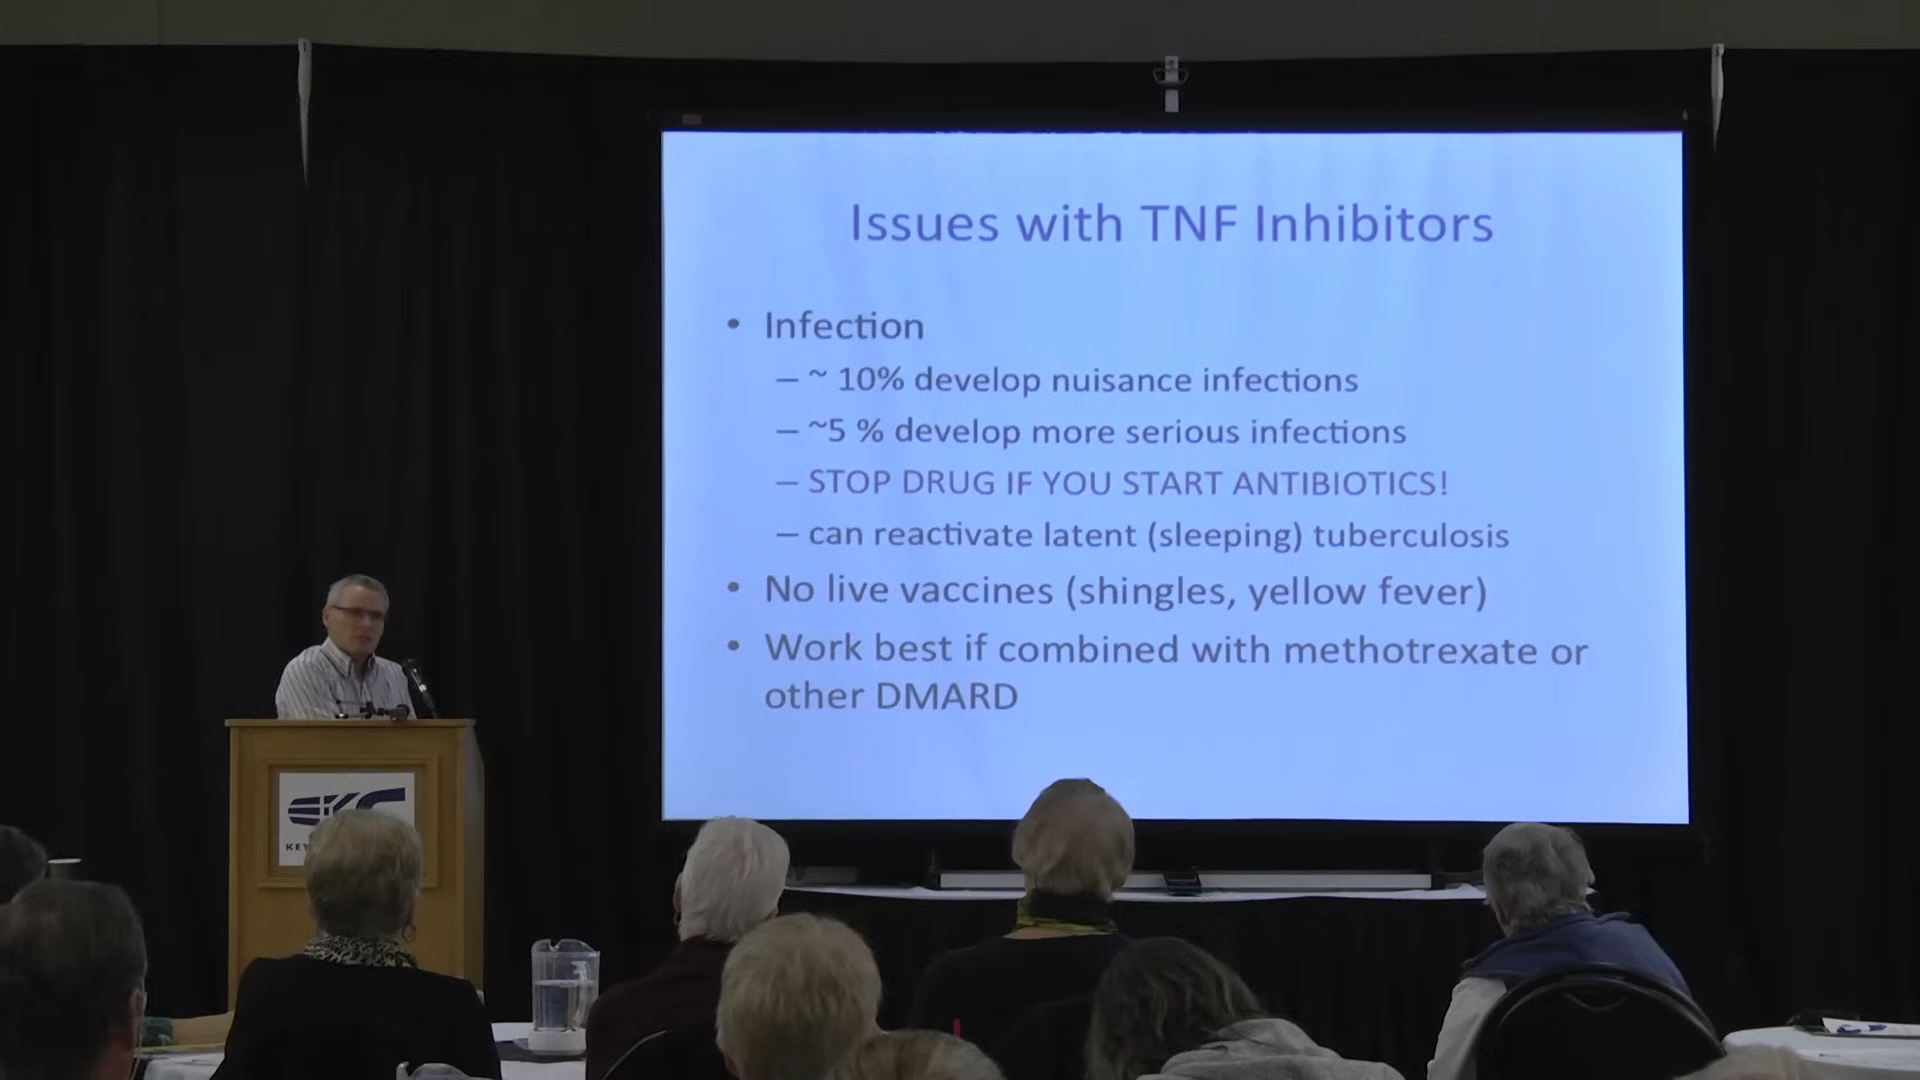 Issues with TNF Inhibitors
• Infection
– ~ 10% develop nuisance infections
– ~5 % develop more serious infections
– STOP DRUG IF YOU START ANTIBIOTICS!
– can reactivate latent (sleeping) tuberculosis
• No live vaccines (shingles, yellow fever)
• Work best if combined with methotrexate or
other DMARD